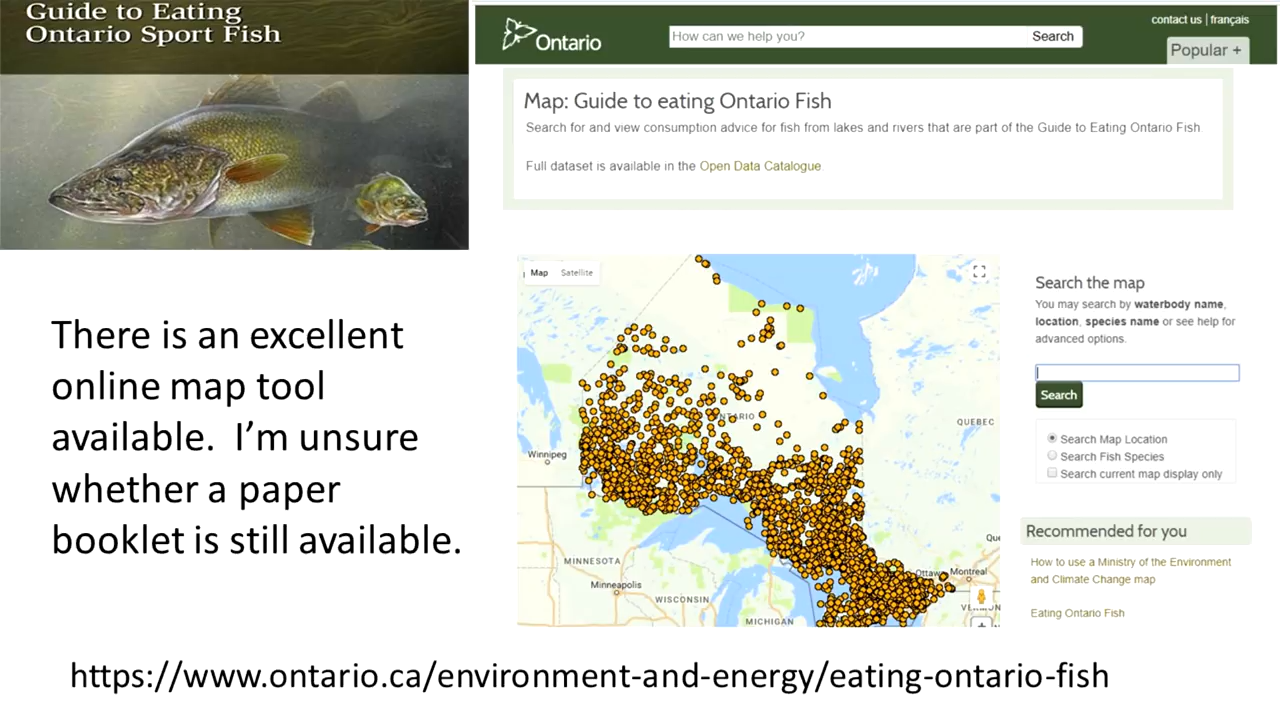 Guide to Eating
Ontario Sport Fish
contact us | français
Ontario
How can we help you?
Search
Popular +
Map: Guide to eating Ontario Fish
Search for and view consumption advice for fish from lakes and rivers that are part of the Guide to Eating Ontario Fish.
Full dataset is available in the Open Data Catalogue.
There is an excellent
online map tool
available. I'm unsure
whether a paper
booklet is still available.
Map Satellite
ONTARIO
QUEBEC
Winnipeg
MINNESOTA
Minneapolis
WISCONSIN
MICHIGAN
Ottawa
Montreal
Search the map
You may search by waterbody name,
location, species name or see help for
advanced options.
Search
Search Map Location
Search Fish Species
Search current map display only
Recommended for you
How to use a Ministry of the Environment
and Climate Change map
Eating Ontario Fish
https://www.ontario.ca/environment-and-energy/eating-ontario-fish